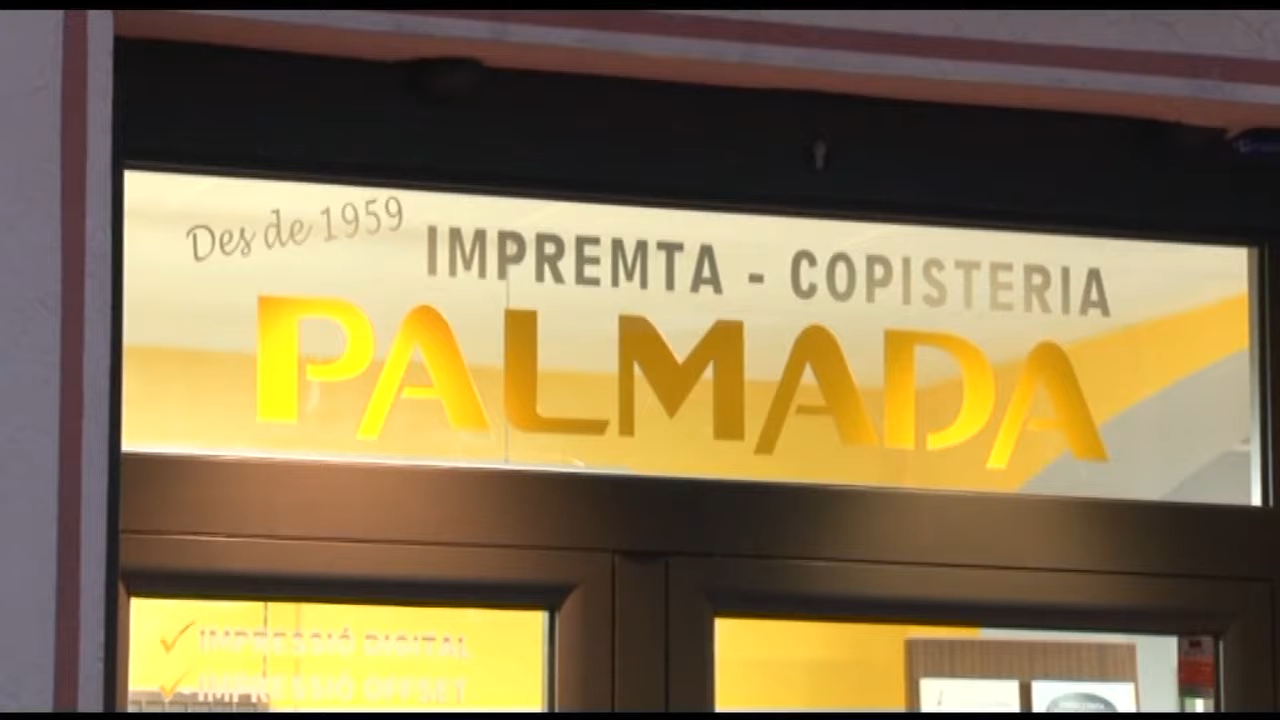 Des de 1959
IMPREMTA - COPISTERIA
PALMADA
IMPRESSIÓ DIGITAL
IMPRESSIÓ OFFSET